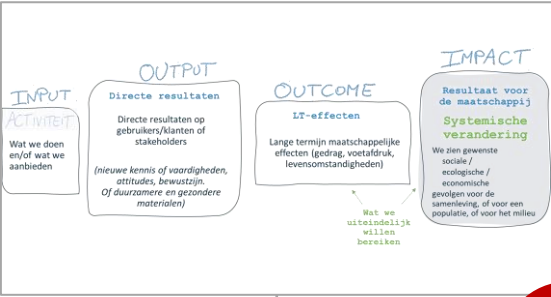 INPUT
ACTIVITEIT
Wat we doen
en/of wat we
aanbieden
OUTPUT
Directe resultaten
Directe resultaten op
gebruikers/klanten of
stakeholders
(nieuwe kennis of vaardigheden,
attitudes, bewustzijn.
Of duurzamere en gezondere
materialen)
OUTCOME
LT-effecten
Lange termijn maatschappelijke
effecten (gedrag, voetafdruk,
levensomstandigheden)
Wat we
uiteindelijk
willen
bereiken
IMPACT
Resultaat voor
de maatschappij
Systemische
verandering
We zien gewenste
sociale /
ecologische /
economische
gevolgen voor de
samenleving, of voor een
populatie, of voor het milieu